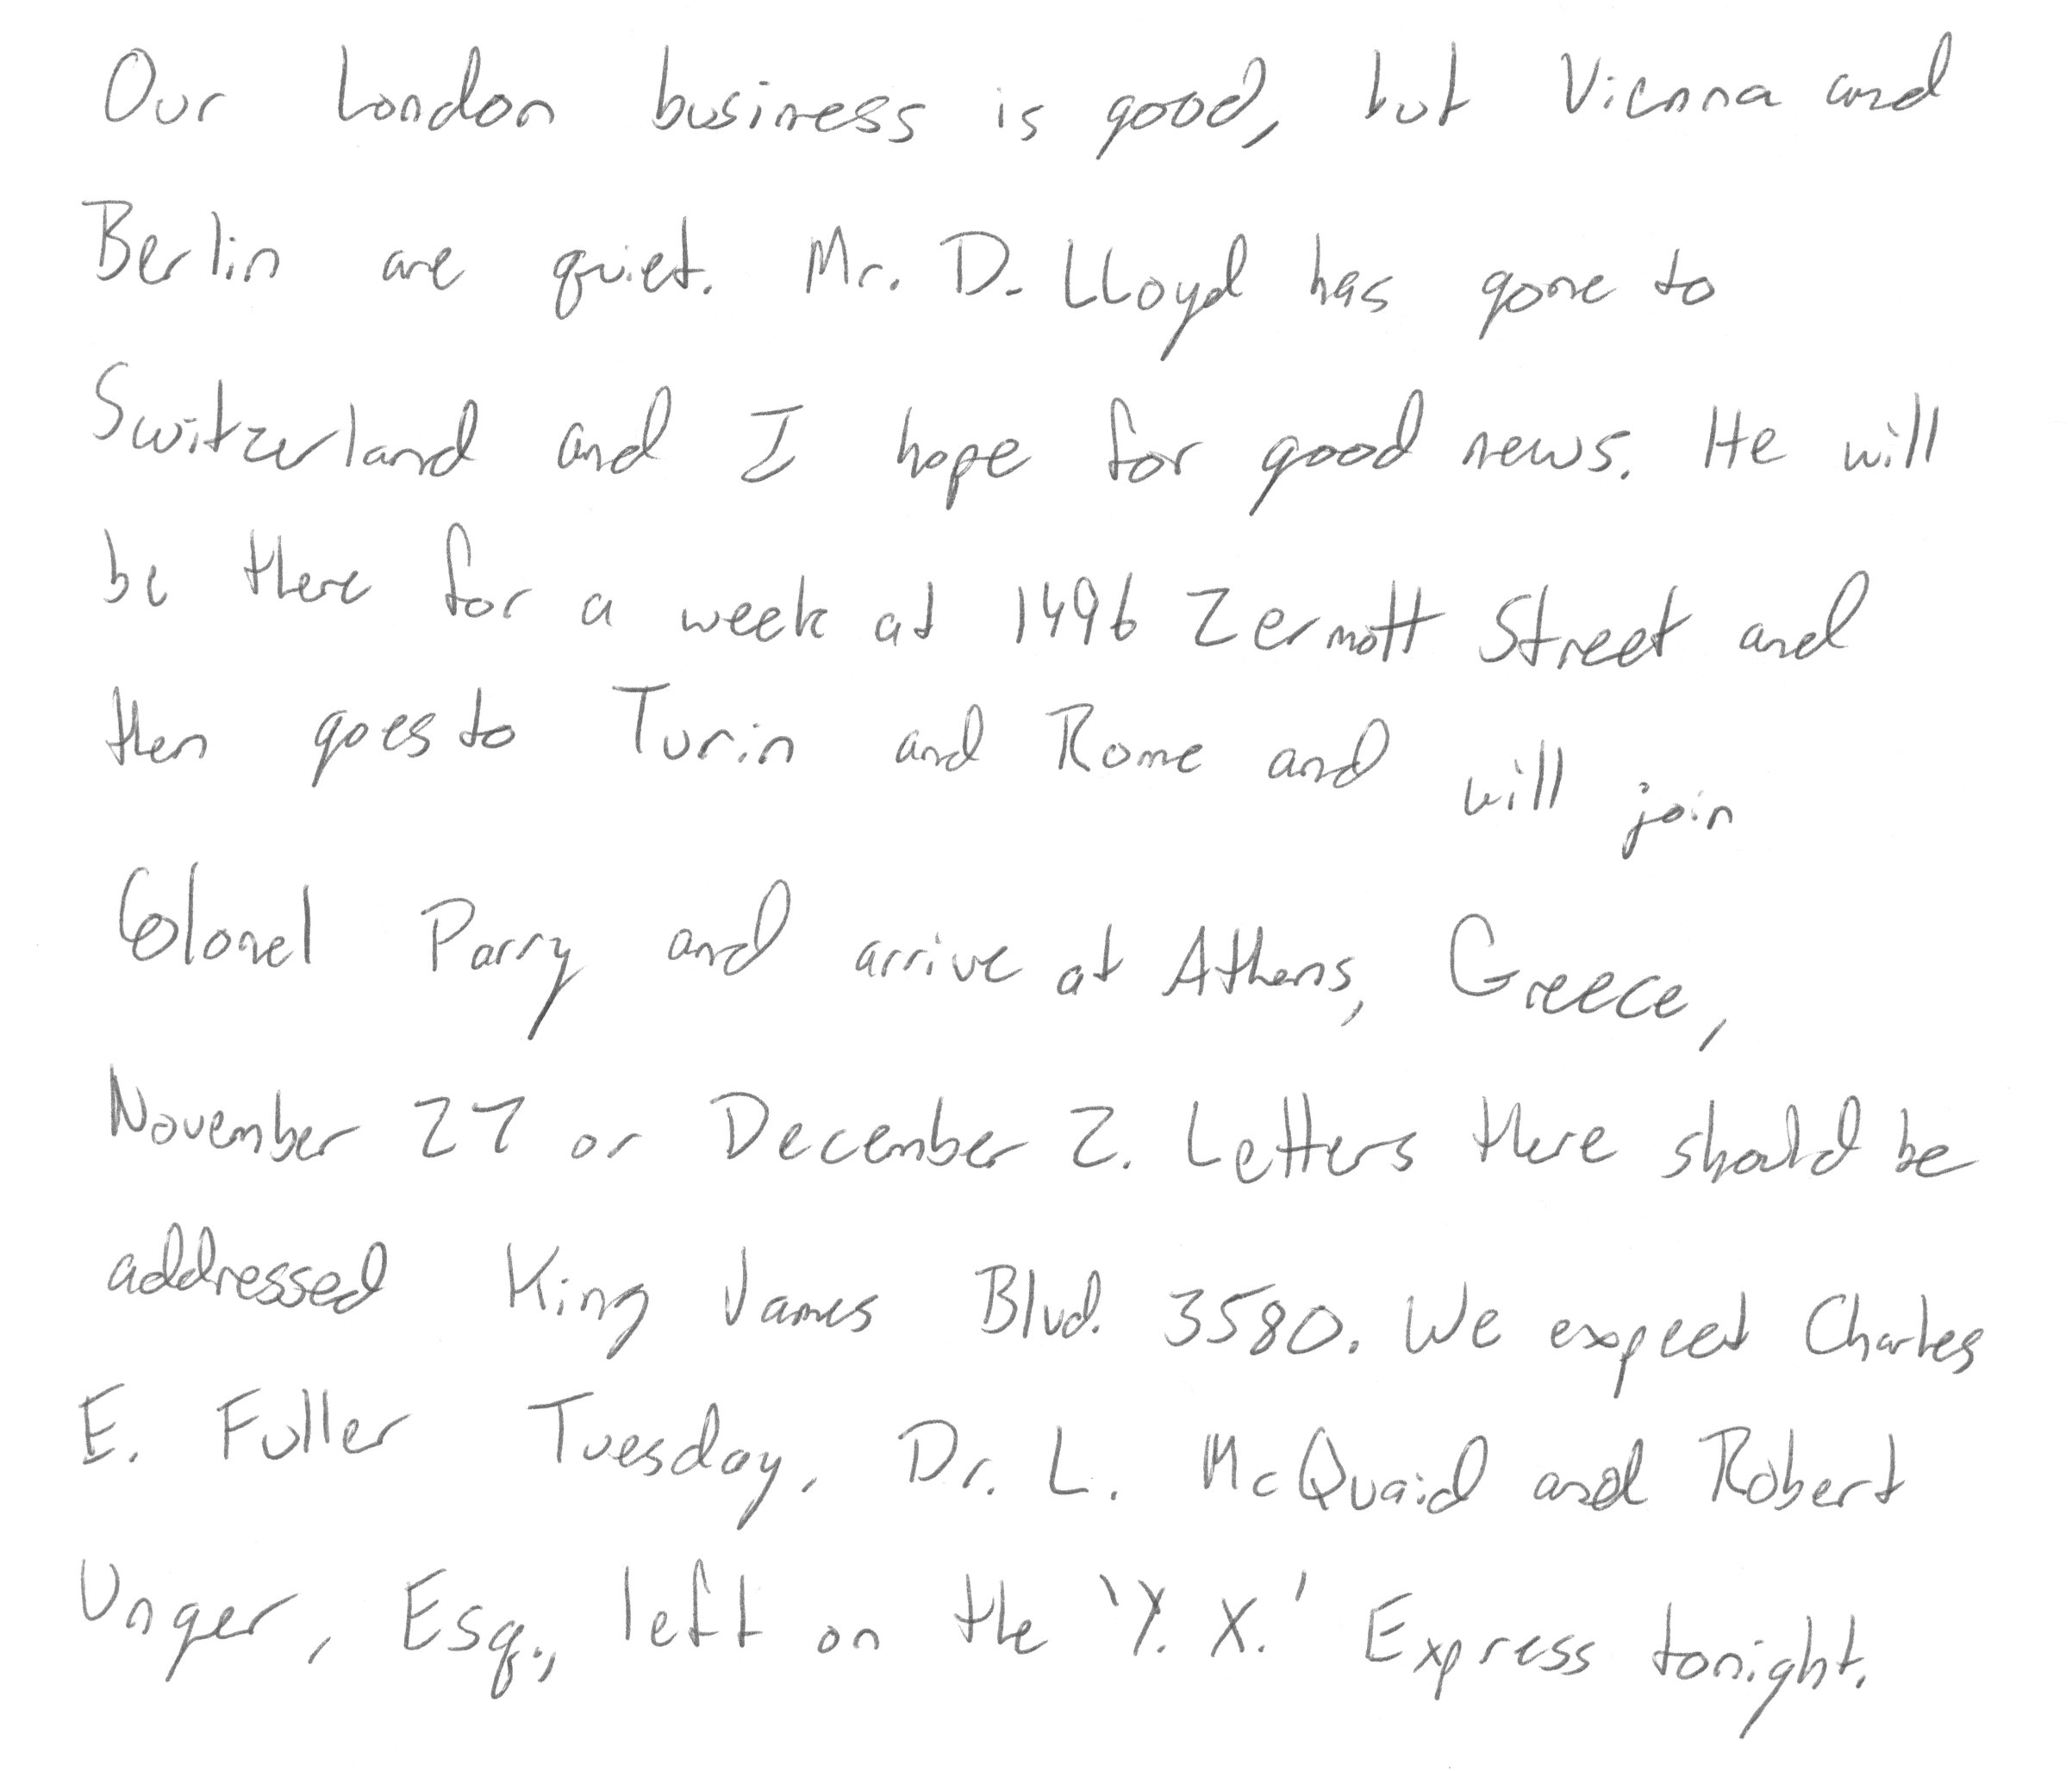 Our London business is good, but Vienna and
Berlin are quiet. Mr. D. Lloyd has gone to
Switzerland and I hope for good news. He will
be there for a week at 1496 Zermott Street and
then goes to Turin and Rome and will join
Colonel Parry and arrive at Athens, Greece,
November 27 or December 2. Letters there should be
addressed King James Blvd. 3580. We expect Charles
E. Fuller Tuesday. Dr. L. McQuaid and Robert
Unger, Esq., left on the 'Y. X.' Express tonight.